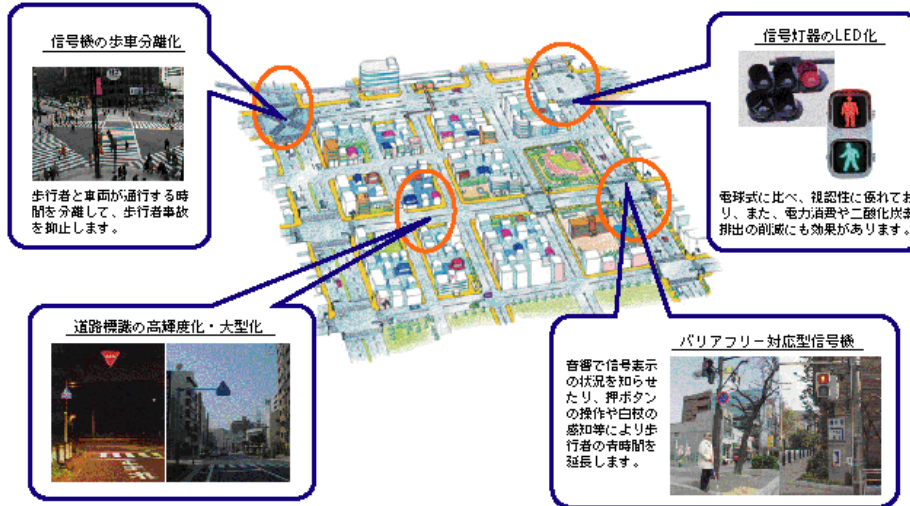 信号機の歩車分離化
歩行者と車両が通行する時
間を分離して、歩行者事故
を抑止します。
信号灯器のLED化
電球式に比べ、視認性に優れてお
り、また、電力消費や二酸化炭素
排出の削減にも効果があります。
道路標識の高輝度化・大型化
バリアフリー対応型信号機
音響で信号表示
の状況を知らせ
たり、押ボタン
の操作や白杖の
感知等により歩
行者の青時間を
延長します。